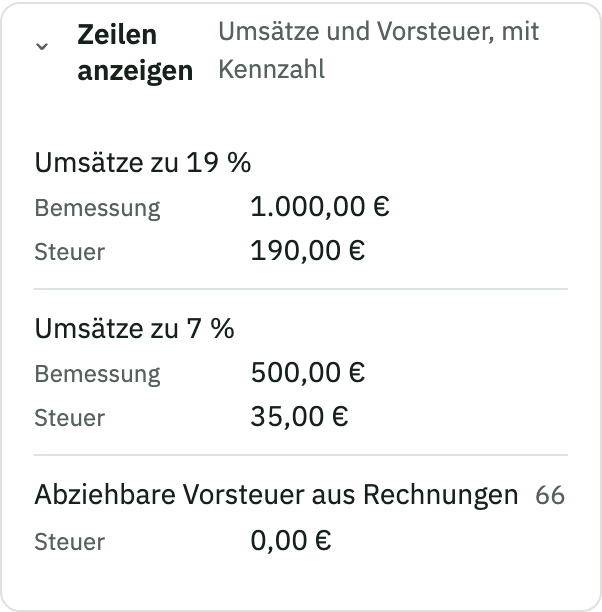 Zeilen anzeigen
Umsätze und Vorsteuer, mit Kennzahl
Umsätze zu 19 %
Bemessung 1.000,00 €
Steuer 190,00 €
Umsätze zu 7 %
Bemessung 500,00 €
Steuer 35,00 €
Abziehbare Vorsteuer aus Rechnungen 66
Steuer 0,00 €